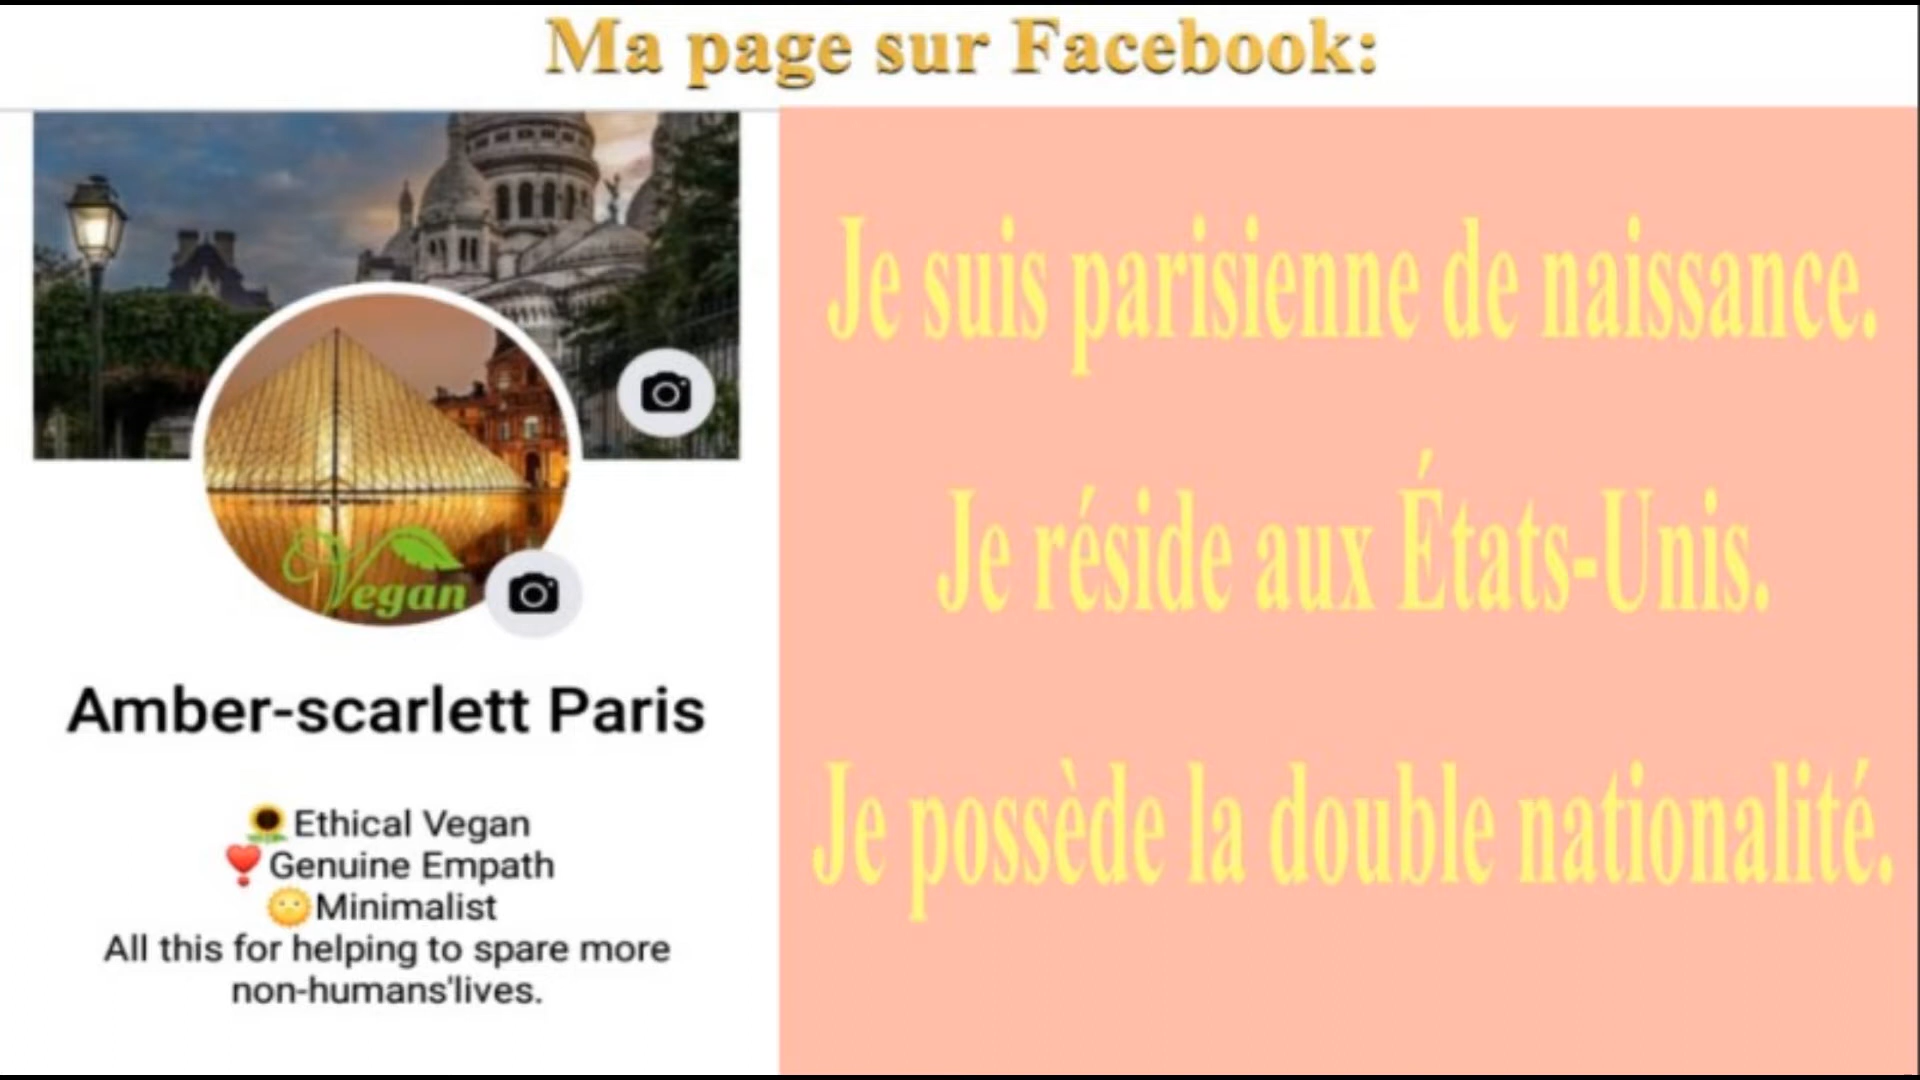 Ma page sur Facebook:
Vegan
Amber-scarlett Paris
🌻Ethical Vegan
❣️Genuine Empath
🌝Minimalist
All this for helping to spare more
non-humans'lives.
Je suis parisienne de naissance.
Je réside aux États-Unis.
Je possède la double nationalité.